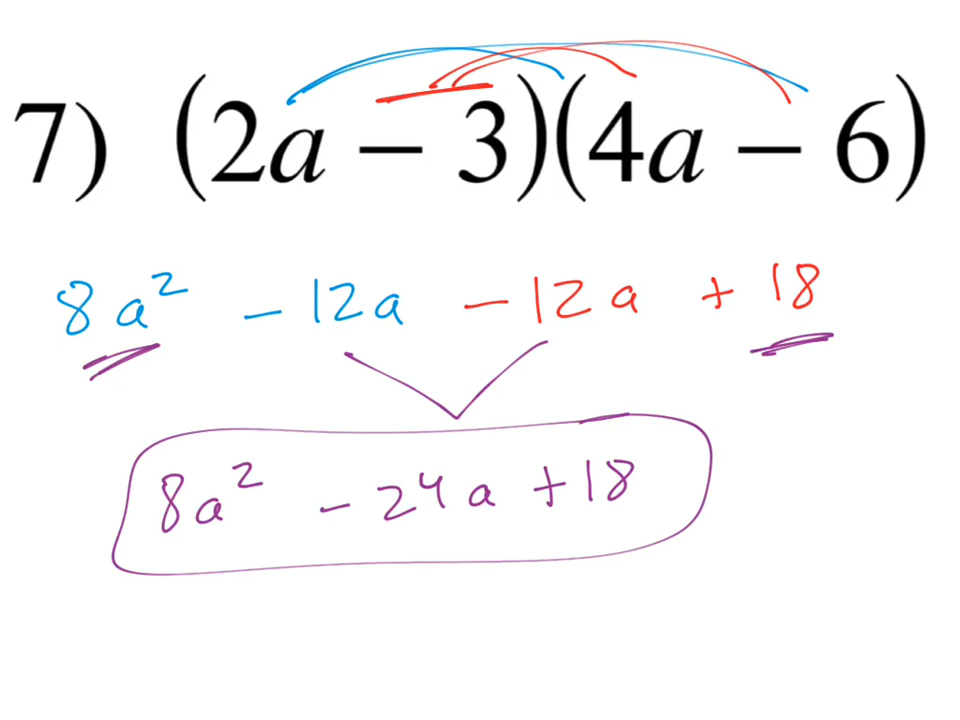 7) (2a − 3)(4a − 6)
8a² − 12a − 12a + 18
8a² − 24a + 18